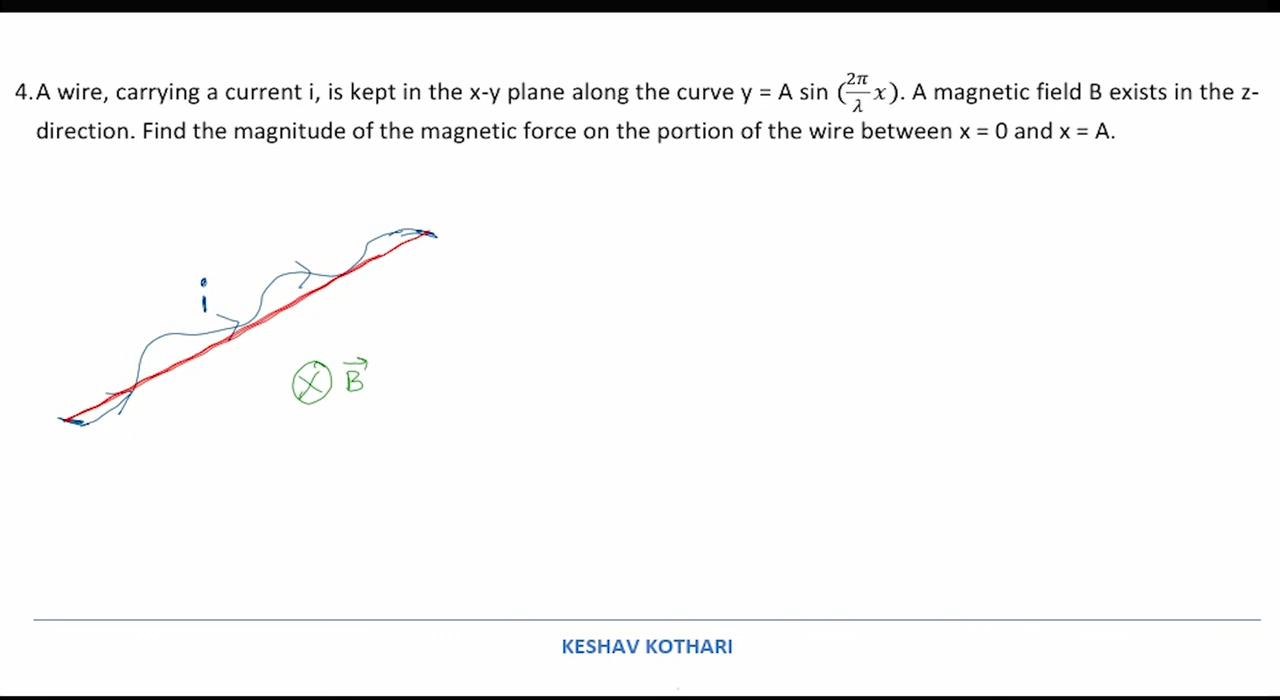 4.A wire, carrying a current i, is kept in the x-y plane along the curve y = A sin (2π/λ x). A magnetic field B exists in the z-
direction. Find the magnitude of the magnetic force on the portion of the wire between x = 0 and x = A.
i
B
KESHAV KOTHARI